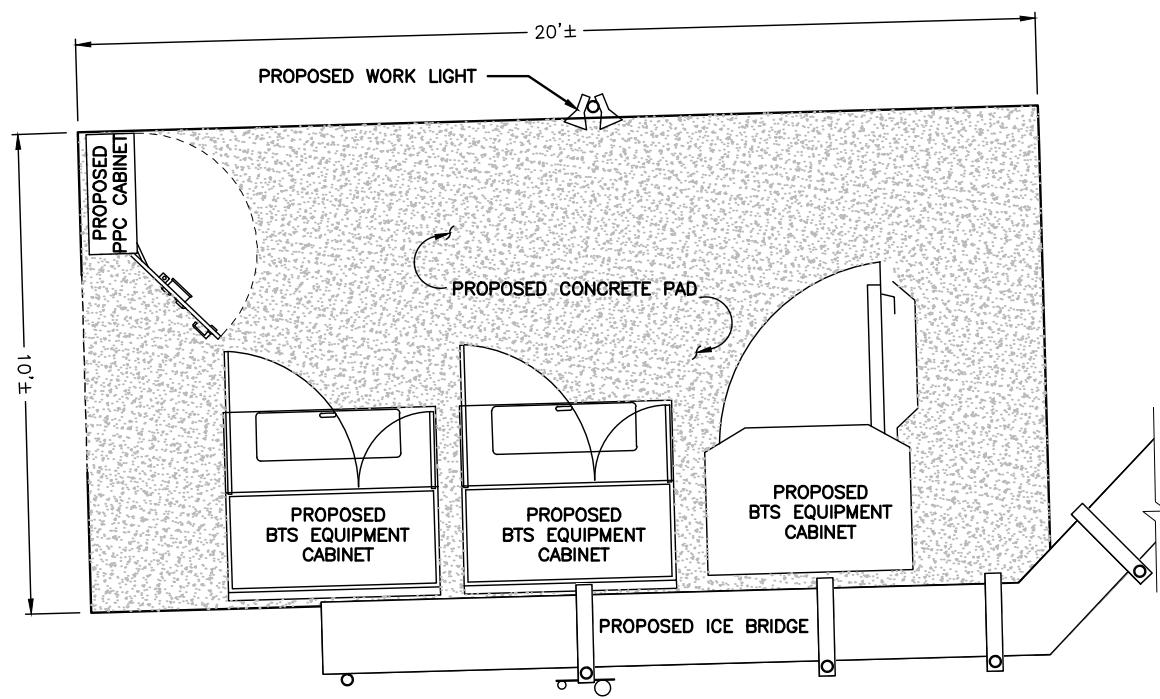 20'±
PROPOSED WORK LIGHT
PROPOSED
PPC CABINET
PROPOSED CONCRETE PAD
10'±
PROPOSED
BTS EQUIPMENT
CABINET
PROPOSED
BTS EQUIPMENT
CABINET
PROPOSED
BTS EQUIPMENT
CABINET
PROPOSED ICE BRIDGE